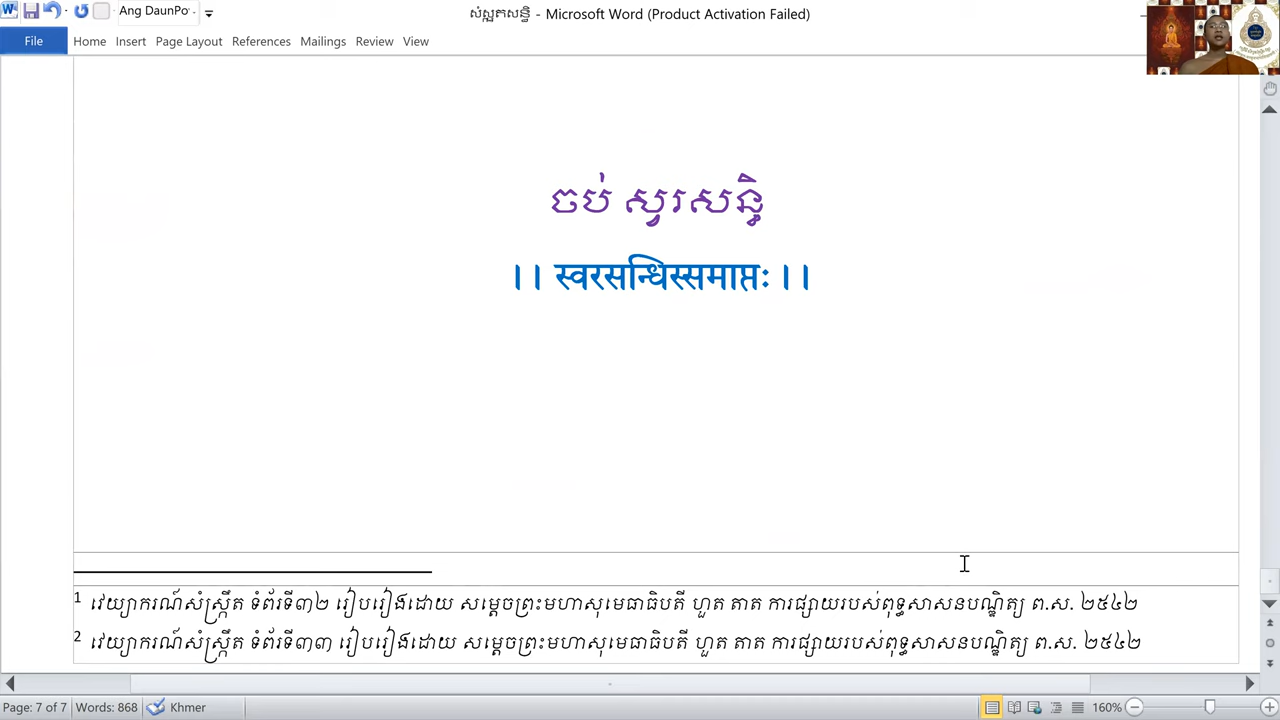 Ang DaunPo
សំស្ក្រតសន្ធិ - Microsoft Word (Product Activation Failed)
File Home Insert Page Layout References Mailings Review View
ចប់ ស្វរសន្ធិ
।। स्वरसन्धिस्समाप्तः ।।
1 វេយ្យាករណ៍សំស្ក្រឹត ទំព័រទី៣២ រៀបរៀងដោយ សម្ដេចព្រះមហាសុមេធាធិបតី ហួត តាត ការផ្សាយរបស់ពុទ្ធសាសនបណ្ឌិត្យ ព.ស. ២៥៤២
2 វេយ្យាករណ៍សំស្ក្រឹត ទំព័រទី៣៣ រៀបរៀងដោយ សម្ដេចព្រះមហាសុមេធាធិបតី ហួត តាត ការផ្សាយរបស់ពុទ្ធសាសនបណ្ឌិត្យ ព.ស. ២៥៤២
Page: 7 of 7 Words: 868 Khmer 160%